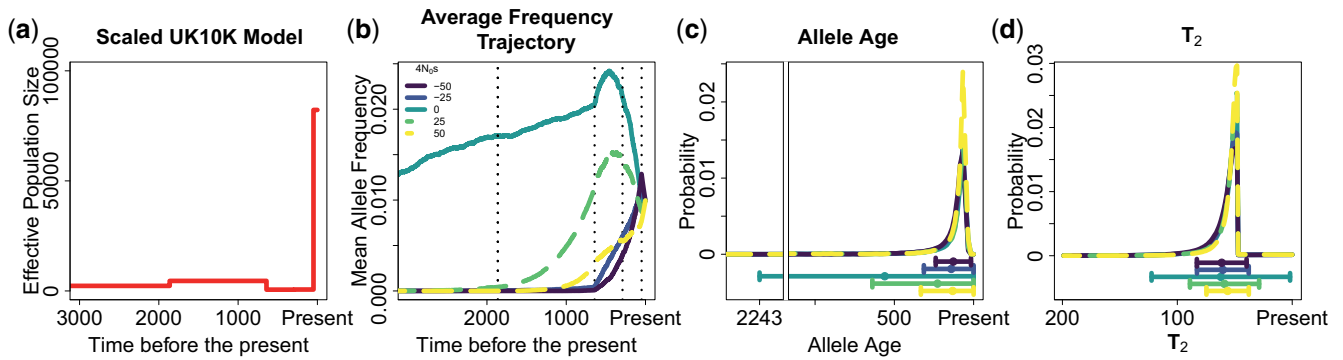 (a)
Scaled UK10K Model
Effective Population Size
0
50000
100000
3000
2000
1000
Present
Time before the present
(b)
Average Frequency
Trajectory
Mean Allele Frequency
0.000
0.010
0.020
4N₀s
−50
−25
0
25
50
2000
1000
Present
Time before the present
(c)
Allele Age
Probability
0
0.01
0.02
2243
500
Present
Allele Age
(d)
T₂
Probability
0
0.01
0.02
0.03
200
100
Present
T₂